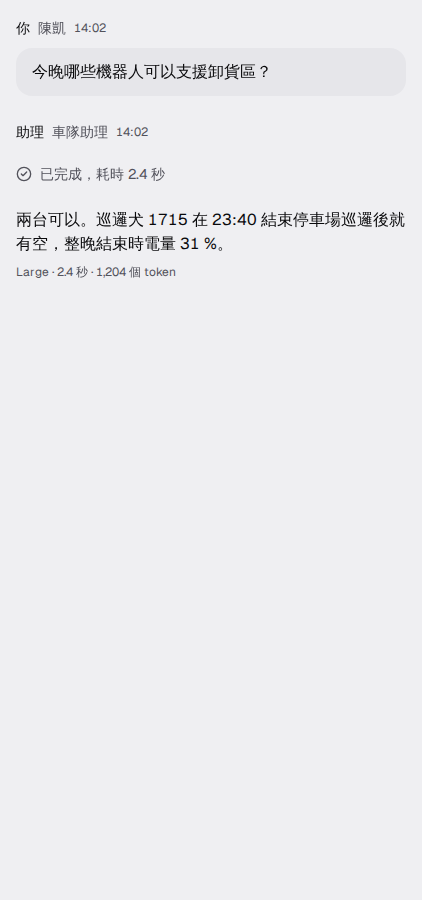 你 陳凱 14:02
今晚哪些機器人可以支援卸貨區？
助理 車隊助理 14:02
已完成，耗時 2.4 秒
兩台可以。巡邏犬 1715 在 23:40 結束停車場巡邏後就
有空，整晚結束時電量 31 %。
Large · 2.4 秒 · 1,204 個 token